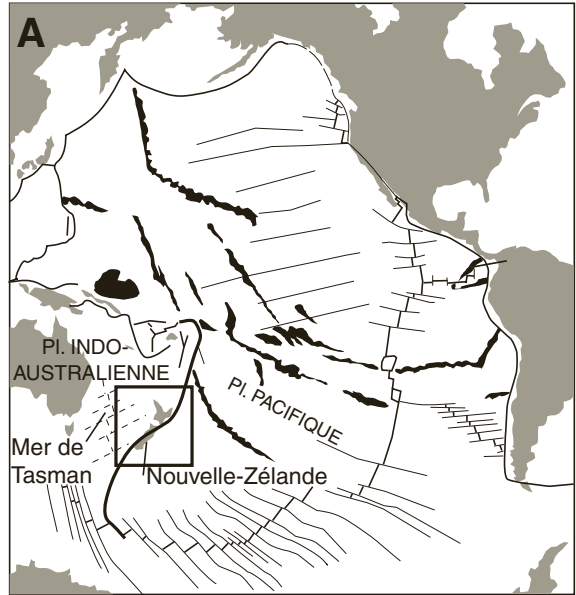 A
Pl. INDO-
AUSTRALIENNE
Pl. PACIFIQUE
Mer de
Tasman
Nouvelle-Zélande